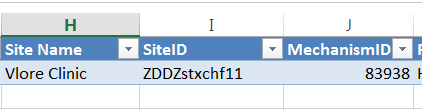 H I J
Site Name SiteID MechanismID
Vlore Clinic ZDDZstxchf11 83938